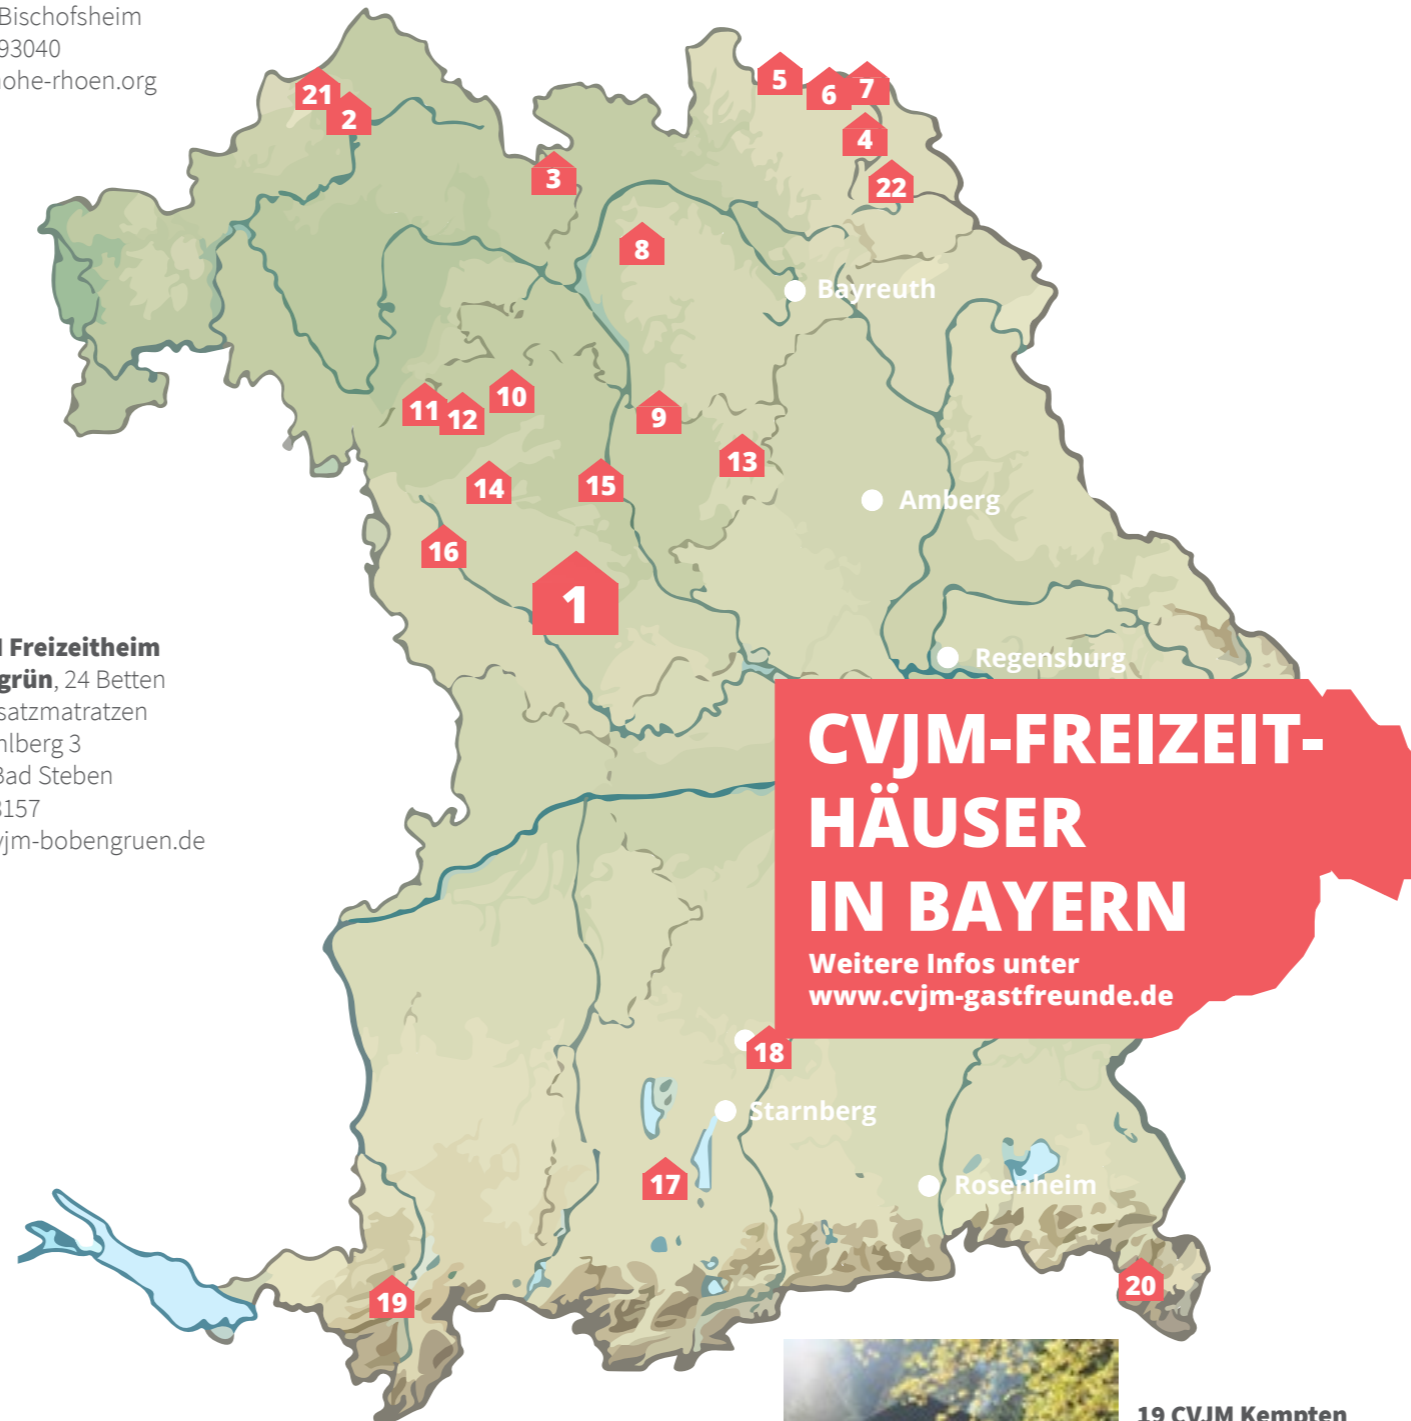 Bischofsheim
93040
ohe-rhoen.org
21
2
3
5
6
7
4
22
8
Bayreuth
11
12
10
9
13
14
15
Amberg
16
1
Regensburg
Freizeitheim
grün, 24 Betten
satzmatratzen
lberg 3
Bad Steben
3157
vjm-bobengruen.de
CVJM-FREIZEIT-
HÄUSER
IN BAYERN
Weitere Infos unter
www.cvjm-gastfreunde.de
18
Starnberg
17
Rosenheim
19
20
19 CVJM Kempten